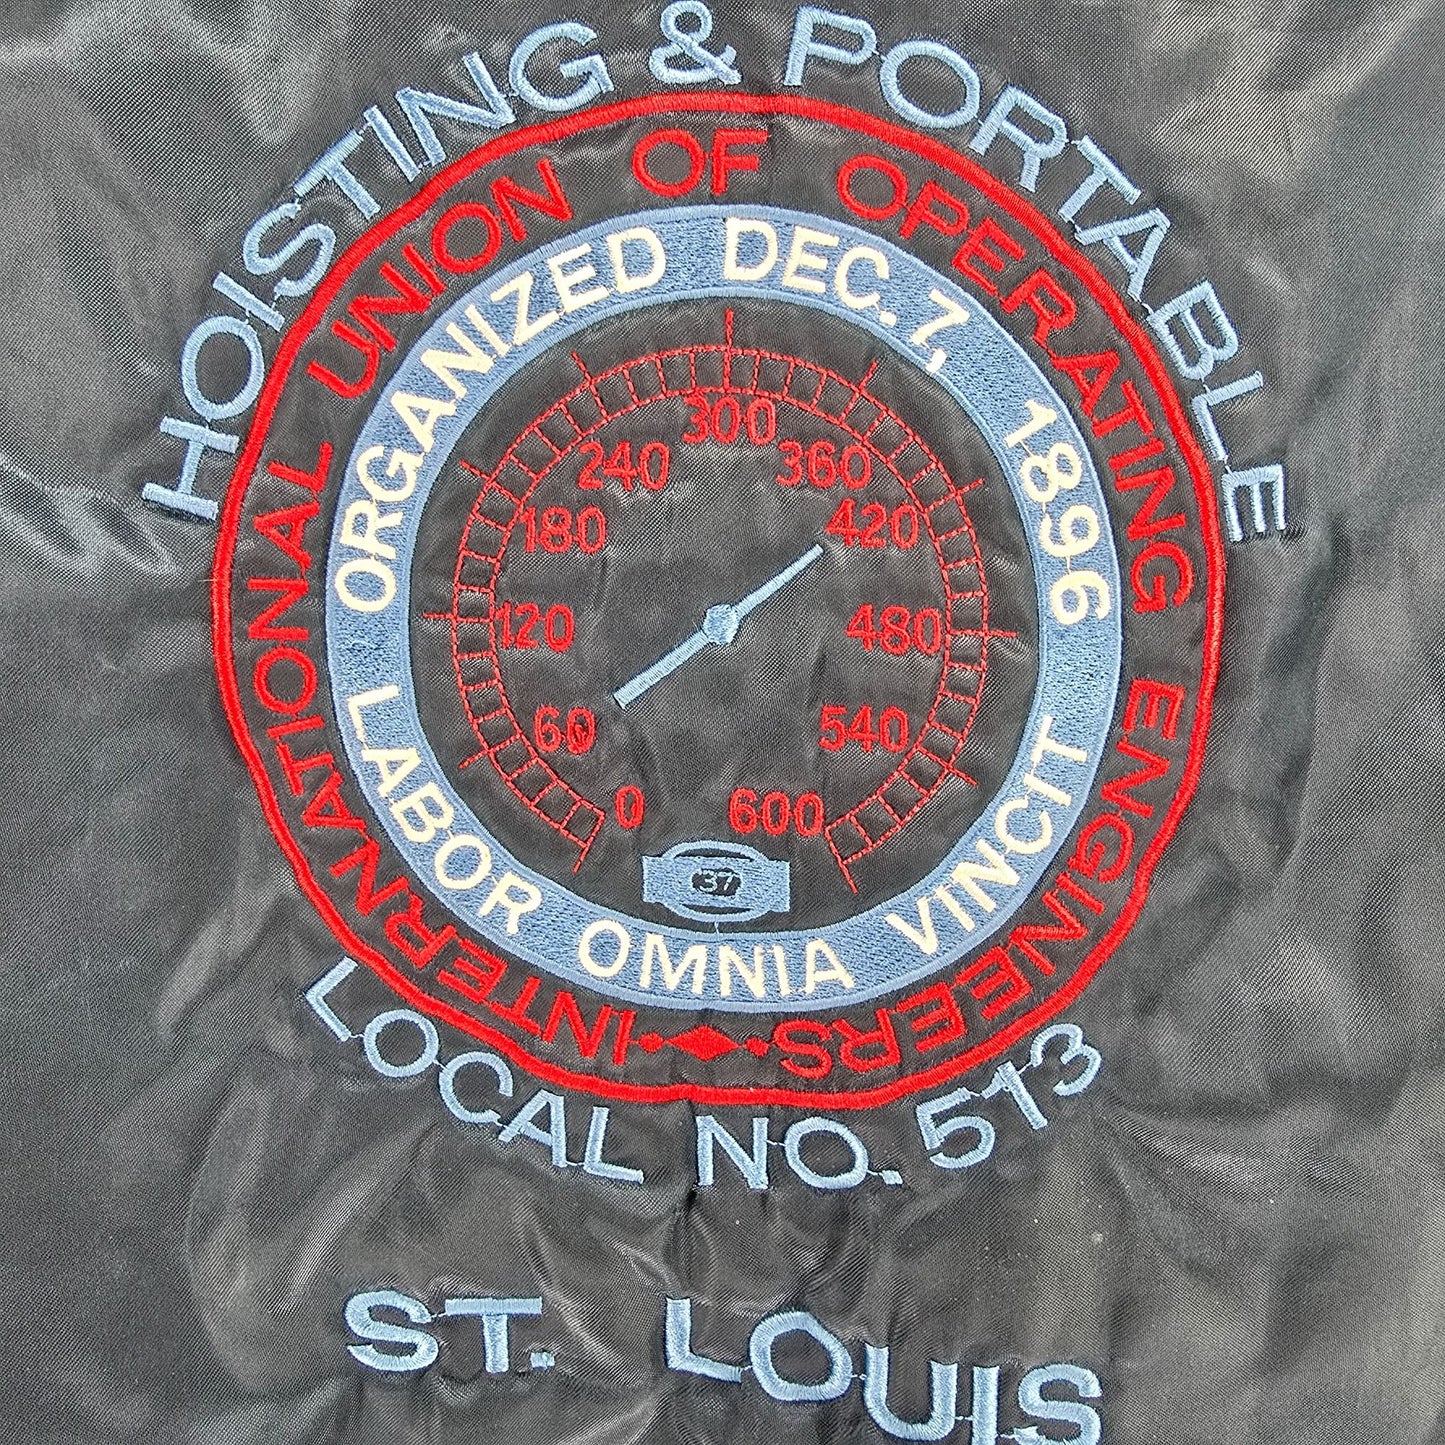 HOISTING & PORTABLE
INTERNATIONAL UNION OF OPERATING ENGINEERS
ORGANIZED DEC. 7, 1896
LABOR OMNIA VINCIT
0
60
120
180
240
300
360
420
480
540
600
37
LOCAL NO. 513
ST. LOUIS